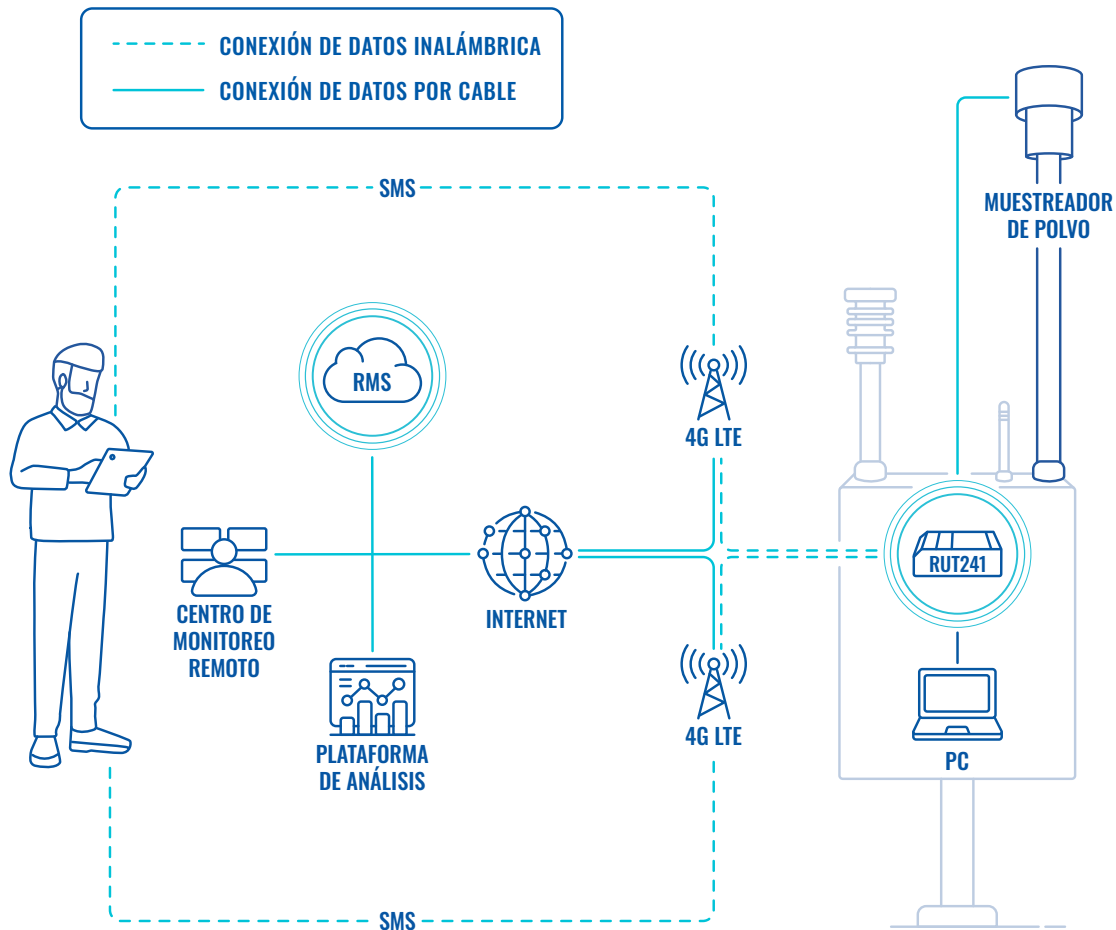 CONEXIÓN DE DATOS INALÁMBRICA
CONEXIÓN DE DATOS POR CABLE
SMS
MUESTREADOR
DE POLVO
RMS
4G LTE
RUT241
INTERNET
CENTRO DE
MONITOREO
REMOTO
PLATAFORMA
DE ANÁLISIS
4G LTE
PC
SMS